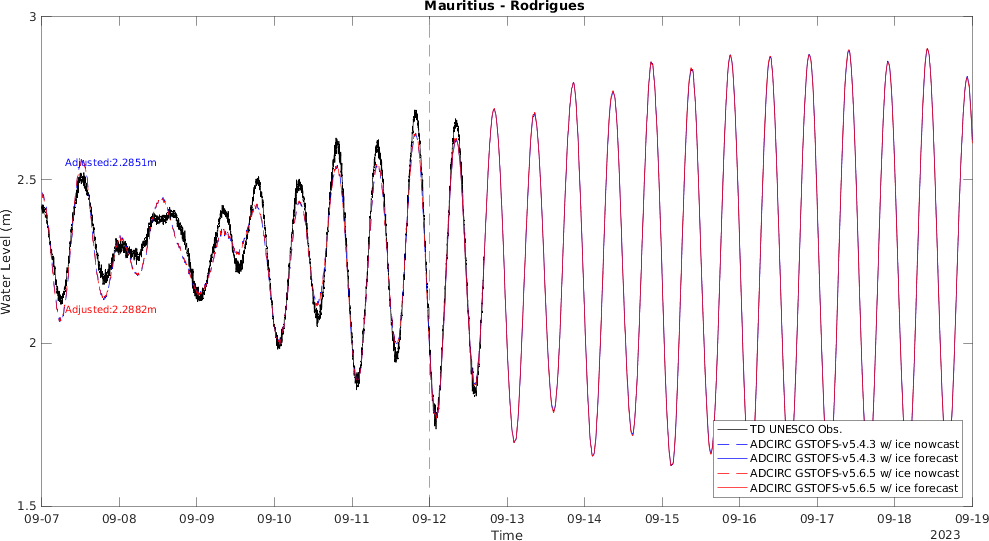 Mauritius - Rodrigues
3
2.5
2
1.5
Water Level (m)
Adjusted:2.2851m
Adjusted:2.2882m
TD UNESCO Obs.
ADCIRC GSTOFS-v5.4.3 w/ ice nowcast
ADCIRC GSTOFS-v5.4.3 w/ ice forecast
ADCIRC GSTOFS-v5.6.5 w/ ice nowcast
ADCIRC GSTOFS-v5.6.5 w/ ice forecast
09-07 09-08 09-09 09-10 09-11 09-12 09-13 09-14 09-15 09-16 09-17 09-18 09-19
Time
2023